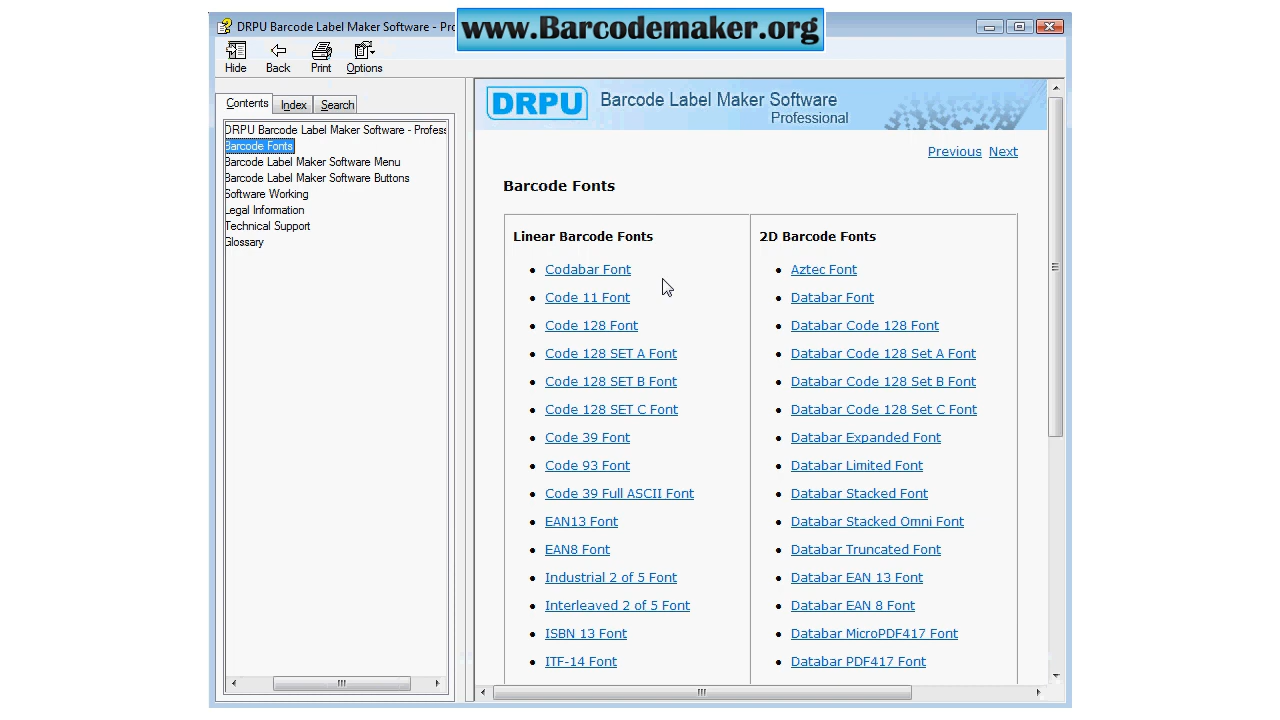 DRPU Barcode Label Maker Software - Pro
www.Barcodemaker.org
Hide
Back
Print
Options
Contents
Index
Search
DRPU Barcode Label Maker Software - Profess
Barcode Fonts
Barcode Label Maker Software Menu
Barcode Label Maker Software Buttons
Software Working
Legal Information
Technical Support
Glossary
DRPU
Barcode Label Maker Software
Professional
Previous Next
Barcode Fonts
Linear Barcode Fonts
Codabar Font
Code 11 Font
Code 128 Font
Code 128 SET A Font
Code 128 SET B Font
Code 128 SET C Font
Code 39 Font
Code 93 Font
Code 39 Full ASCII Font
EAN13 Font
EAN8 Font
Industrial 2 of 5 Font
Interleaved 2 of 5 Font
ISBN 13 Font
ITF-14 Font
2D Barcode Fonts
Aztec Font
Databar Font
Databar Code 128 Font
Databar Code 128 Set A Font
Databar Code 128 Set B Font
Databar Code 128 Set C Font
Databar Expanded Font
Databar Limited Font
Databar Stacked Font
Databar Stacked Omni Font
Databar Truncated Font
Databar EAN 13 Font
Databar EAN 8 Font
Databar MicroPDF417 Font
Databar PDF417 Font